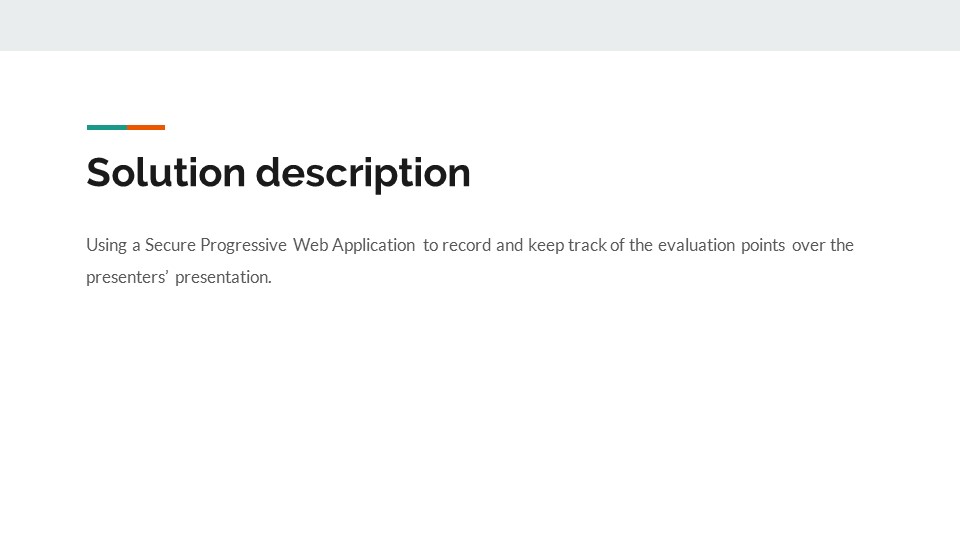 Solution description
Using a Secure Progressive Web Application to record and keep track of the evaluation points over the
presenters’ presentation.